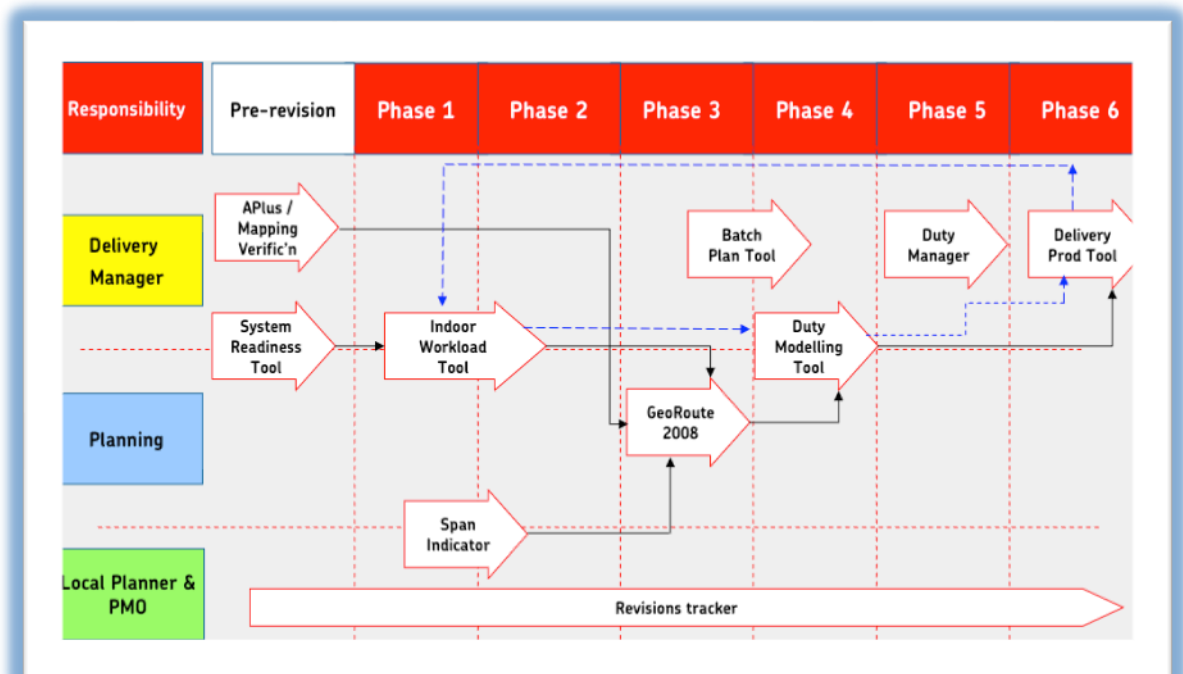 Responsibility
Pre-revision
Phase 1
Phase 2
Phase 3
Phase 4
Phase 5
Phase 6
Delivery
Manager
APlus /
Mapping
Verific'n
Batch
Plan Tool
Duty
Manager
Delivery
Prod Tool
System
Readiness
Tool
Indoor
Workload
Tool
Duty
Modelling
Tool
Planning
GeoRoute
2008
Span
Indicator
Local Planner &
PMO
Revisions tracker